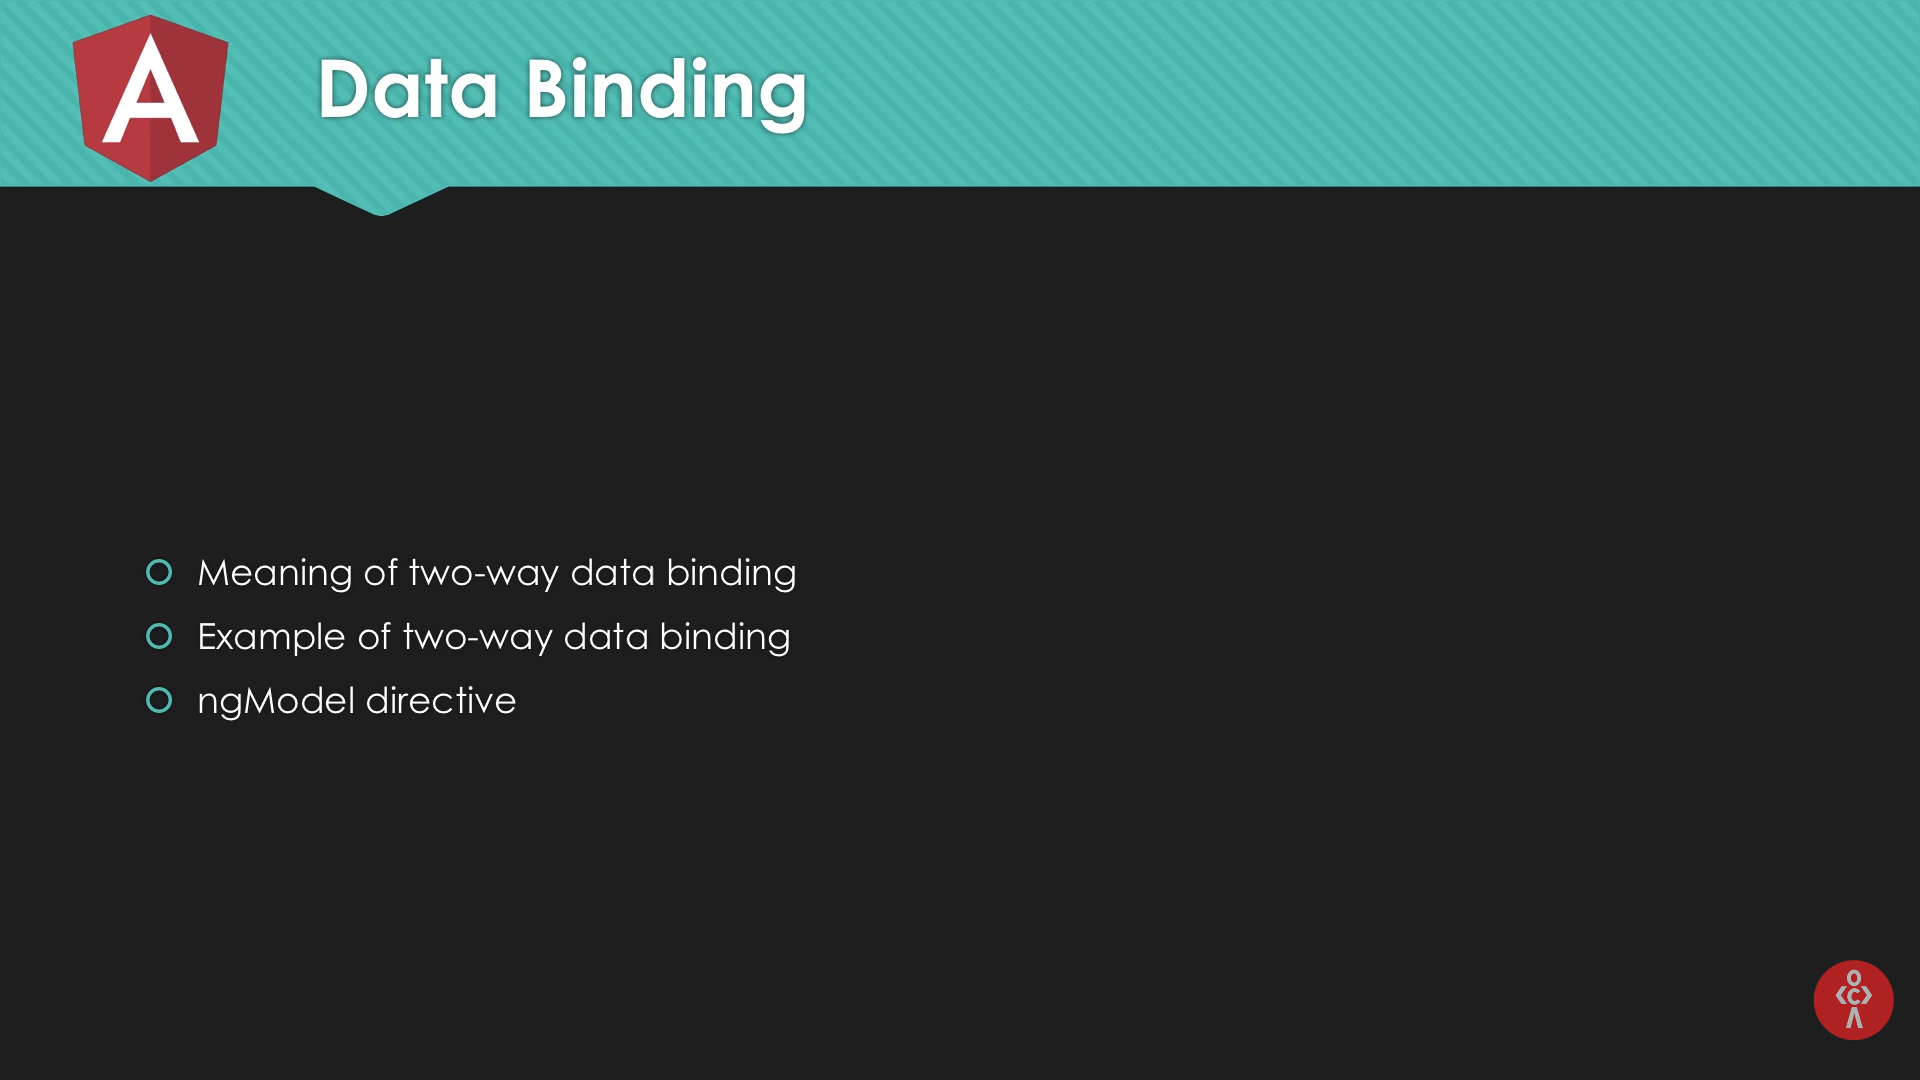 Data Binding
Meaning of two-way data binding
Example of two-way data binding
ngModel directive